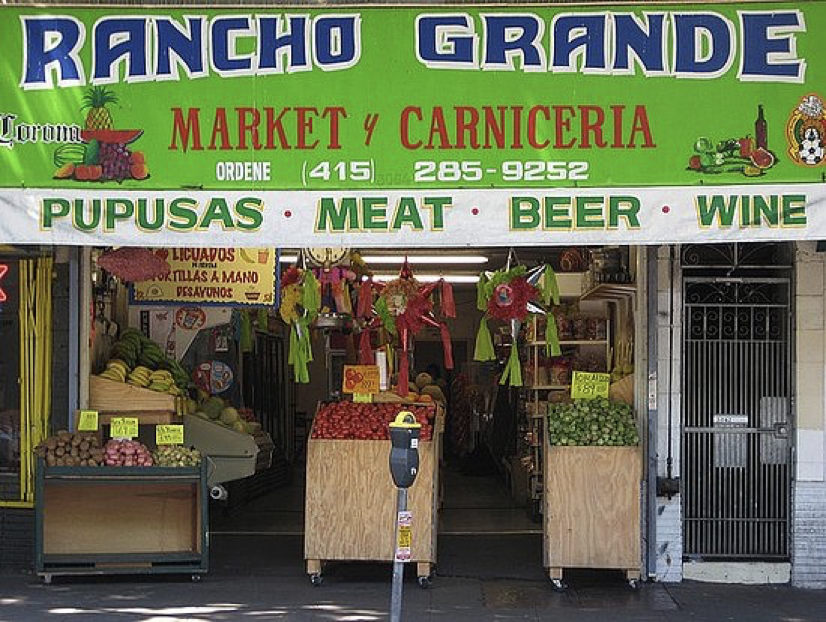 RANCHO GRANDE
Corona
MARKET y CARNICERIA
ORDENE (415) 285-9252
PUPUSAS • MEAT • BEER • WINE
LICUADOS
TORTILLAS A MANO
DESAYUNOS